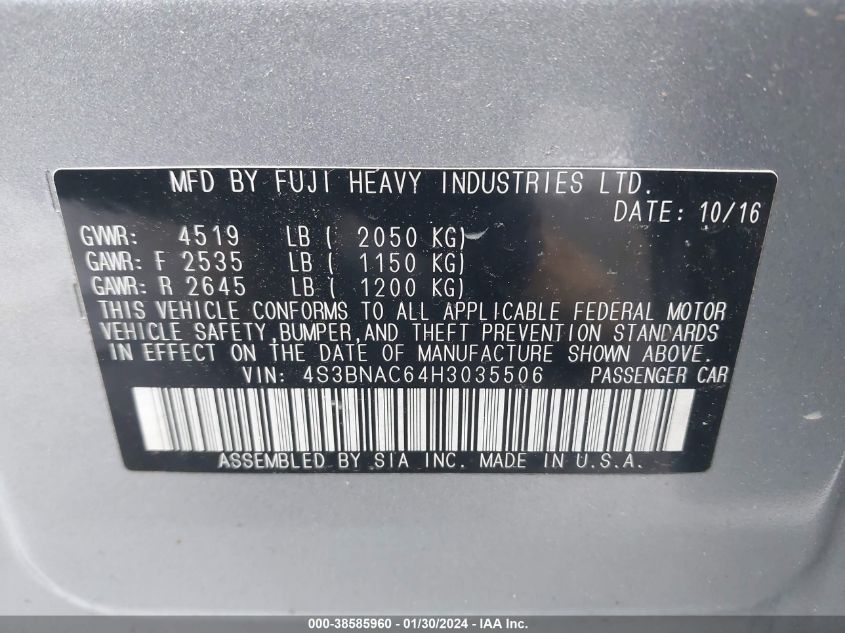 MFD BY FUJI HEAVY INDUSTRIES LTD.
DATE: 10/16
GVWR: 4519 LB ( 2050 KG)
GAWR: F 2535 LB ( 1150 KG)
GAWR: R 2645 LB ( 1200 KG)
THIS VEHICLE CONFORMS TO ALL APPLICABLE FEDERAL MOTOR
VEHICLE SAFETY,BUMPER,AND THEFT PREVENTION STANDARDS
IN EFFECT ON THE DATE OF MANUFACTURE SHOWN ABOVE.
VIN: 4S3BNAC64H3035506 PASSENGER CAR
ASSEMBLED BY SIA INC. MADE IN U.S.A.
000-38585960 - 01/30/2024 - IAA Inc.